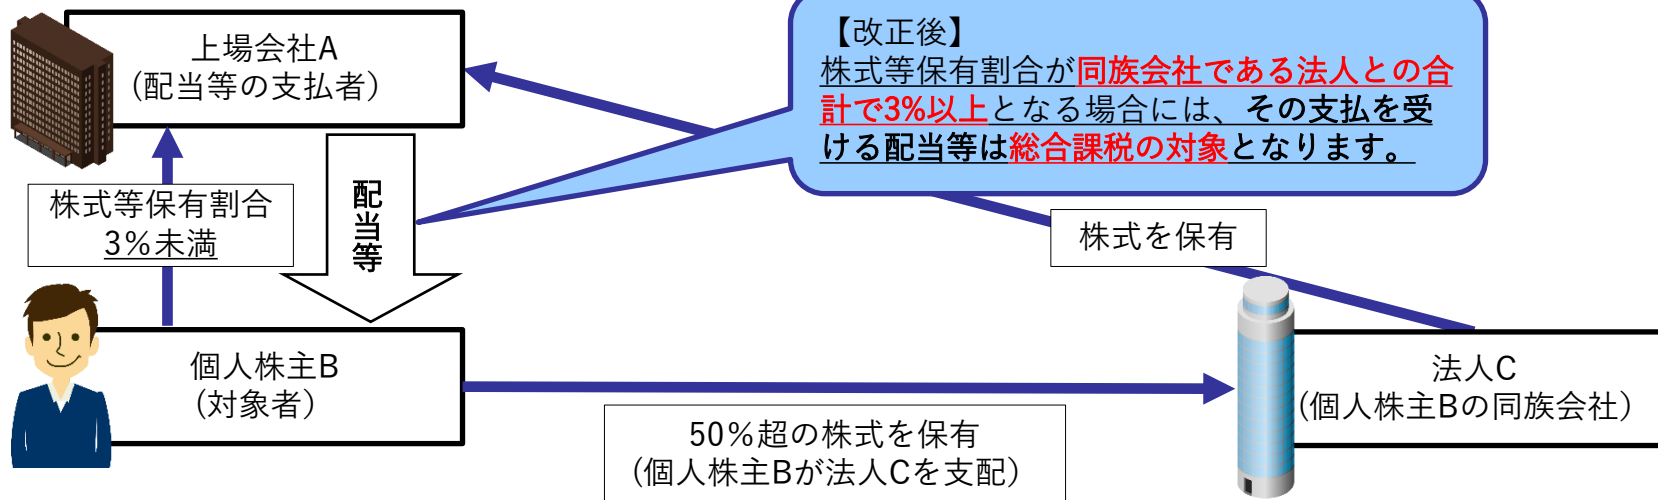 上場会社A
(配当等の支払者)
【改正後】
株式等保有割合が同族会社である法人との合
計で3%以上となる場合には、その支払を受
ける配当等は総合課税の対象となります。
株式等保有割合
3%未満
配当等
株式を保有
個人株主B
(対象者)
50%超の株式を保有
(個人株主Bが法人Cを支配)
法人C
(個人株主Bの同族会社)